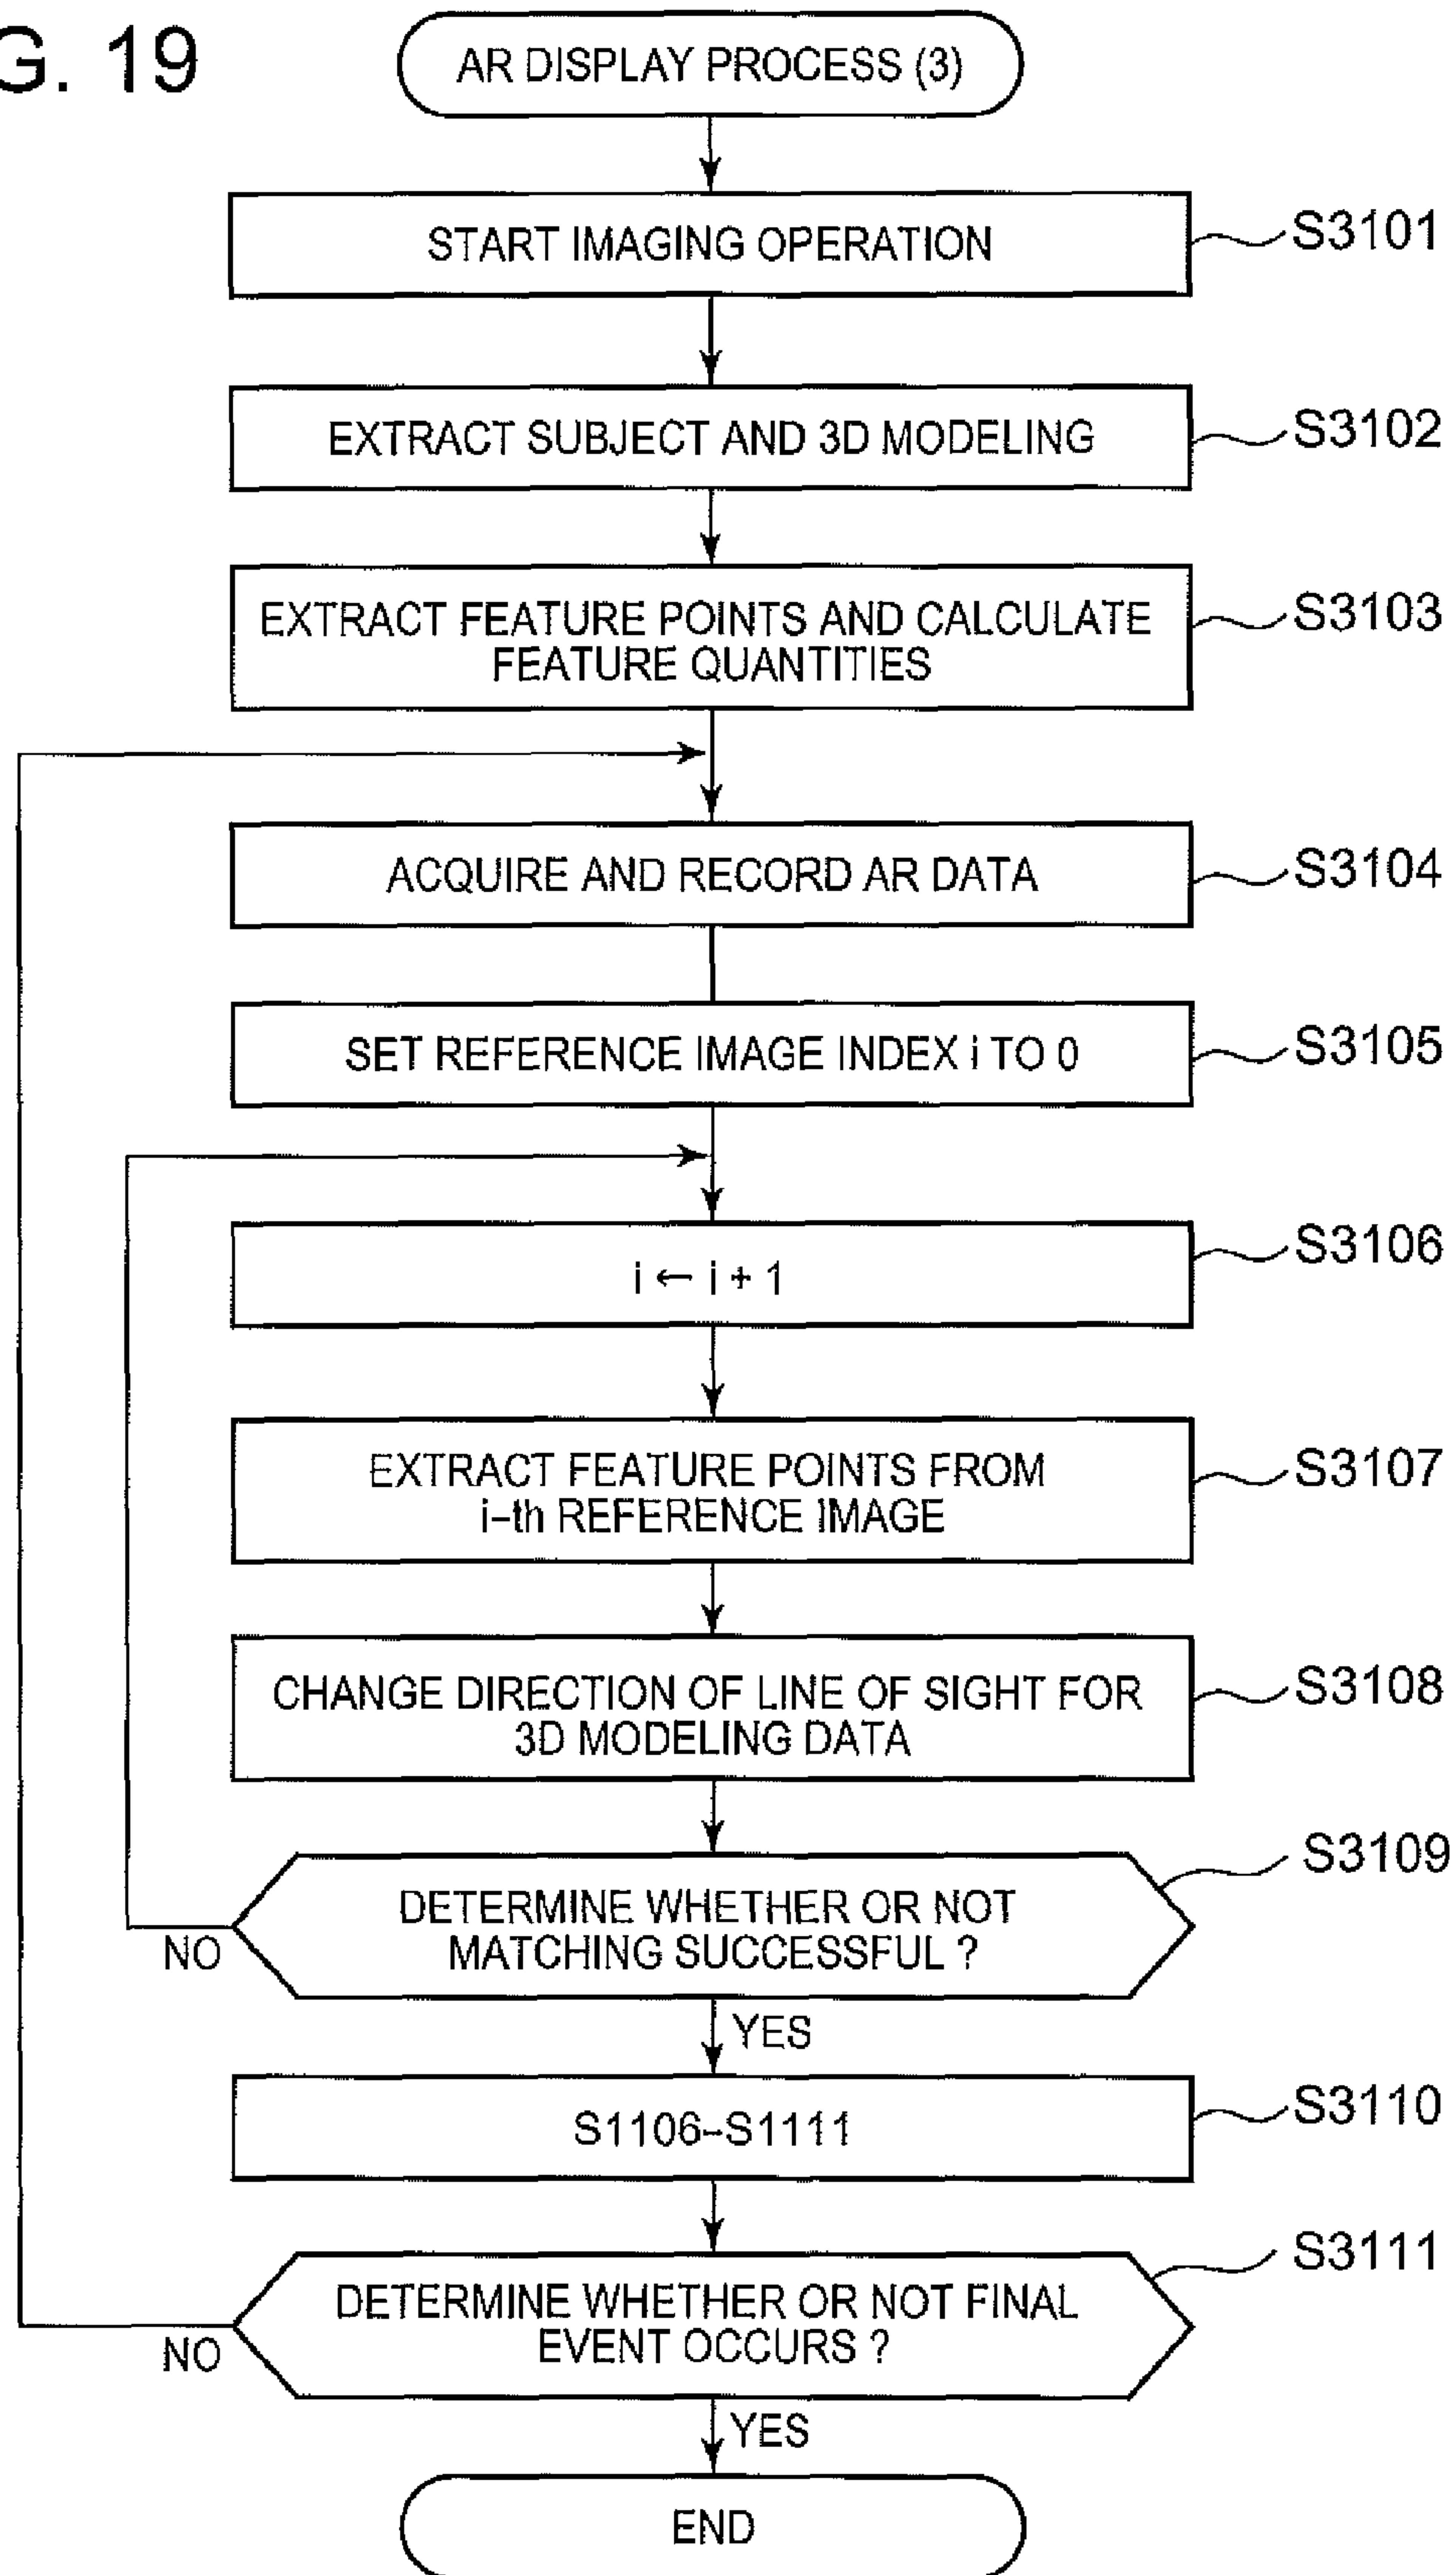 G. 19
AR DISPLAY PROCESS (3)
START IMAGING OPERATION
S3101
EXTRACT SUBJECT AND 3D MODELING
S3102
EXTRACT FEATURE POINTS AND CALCULATE
FEATURE QUANTITIES
S3103
ACQUIRE AND RECORD AR DATA
S3104
SET REFERENCE IMAGE INDEX i TO 0
S3105
i ← i + 1
S3106
EXTRACT FEATURE POINTS FROM
i-th REFERENCE IMAGE
S3107
CHANGE DIRECTION OF LINE OF SIGHT FOR
3D MODELING DATA
S3108
DETERMINE WHETHER OR NOT
MATCHING SUCCESSFUL ?
S3109
NO
YES
S1106-S1111
S3110
DETERMINE WHETHER OR NOT FINAL
EVENT OCCURS ?
S3111
NO
YES
END